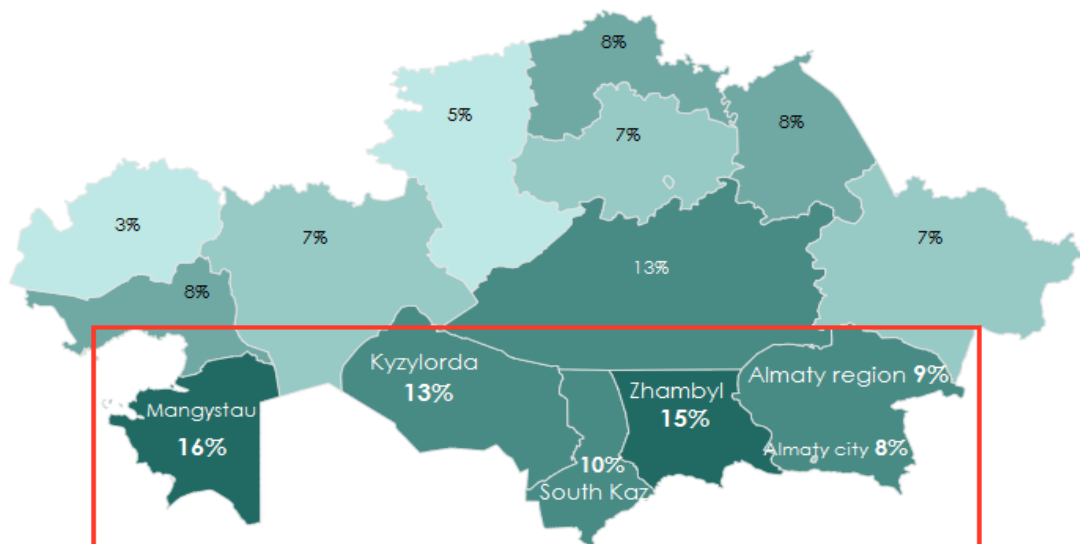 8%
5%
7%
8%
3%
7%
7%
8%
13%
Kyzylorda
13%
Mangystau
16%
Zhambyl
15%
Almaty region 9%
Almaty city 8%
10%
South Kaz